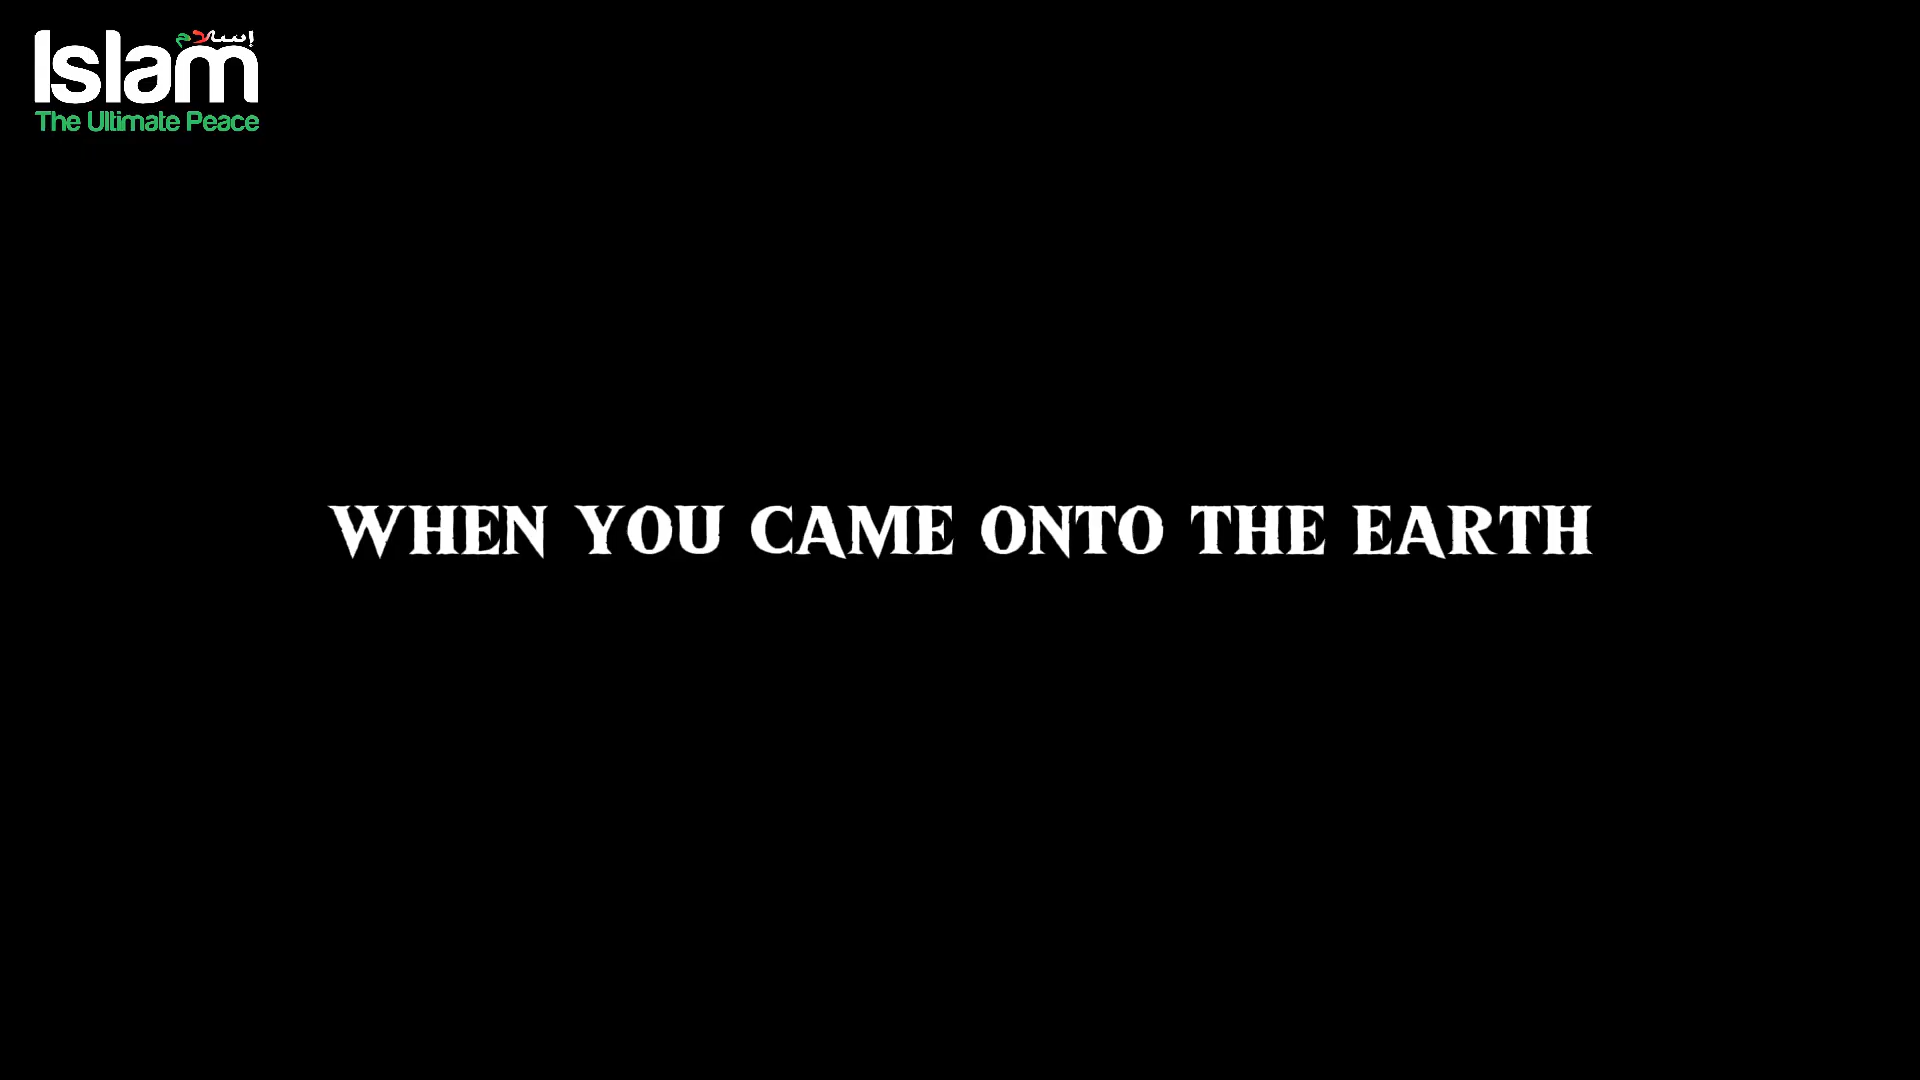 إسلام
Islam
The Ultimate Peace
WHEN YOU CAME ONTO THE EARTH